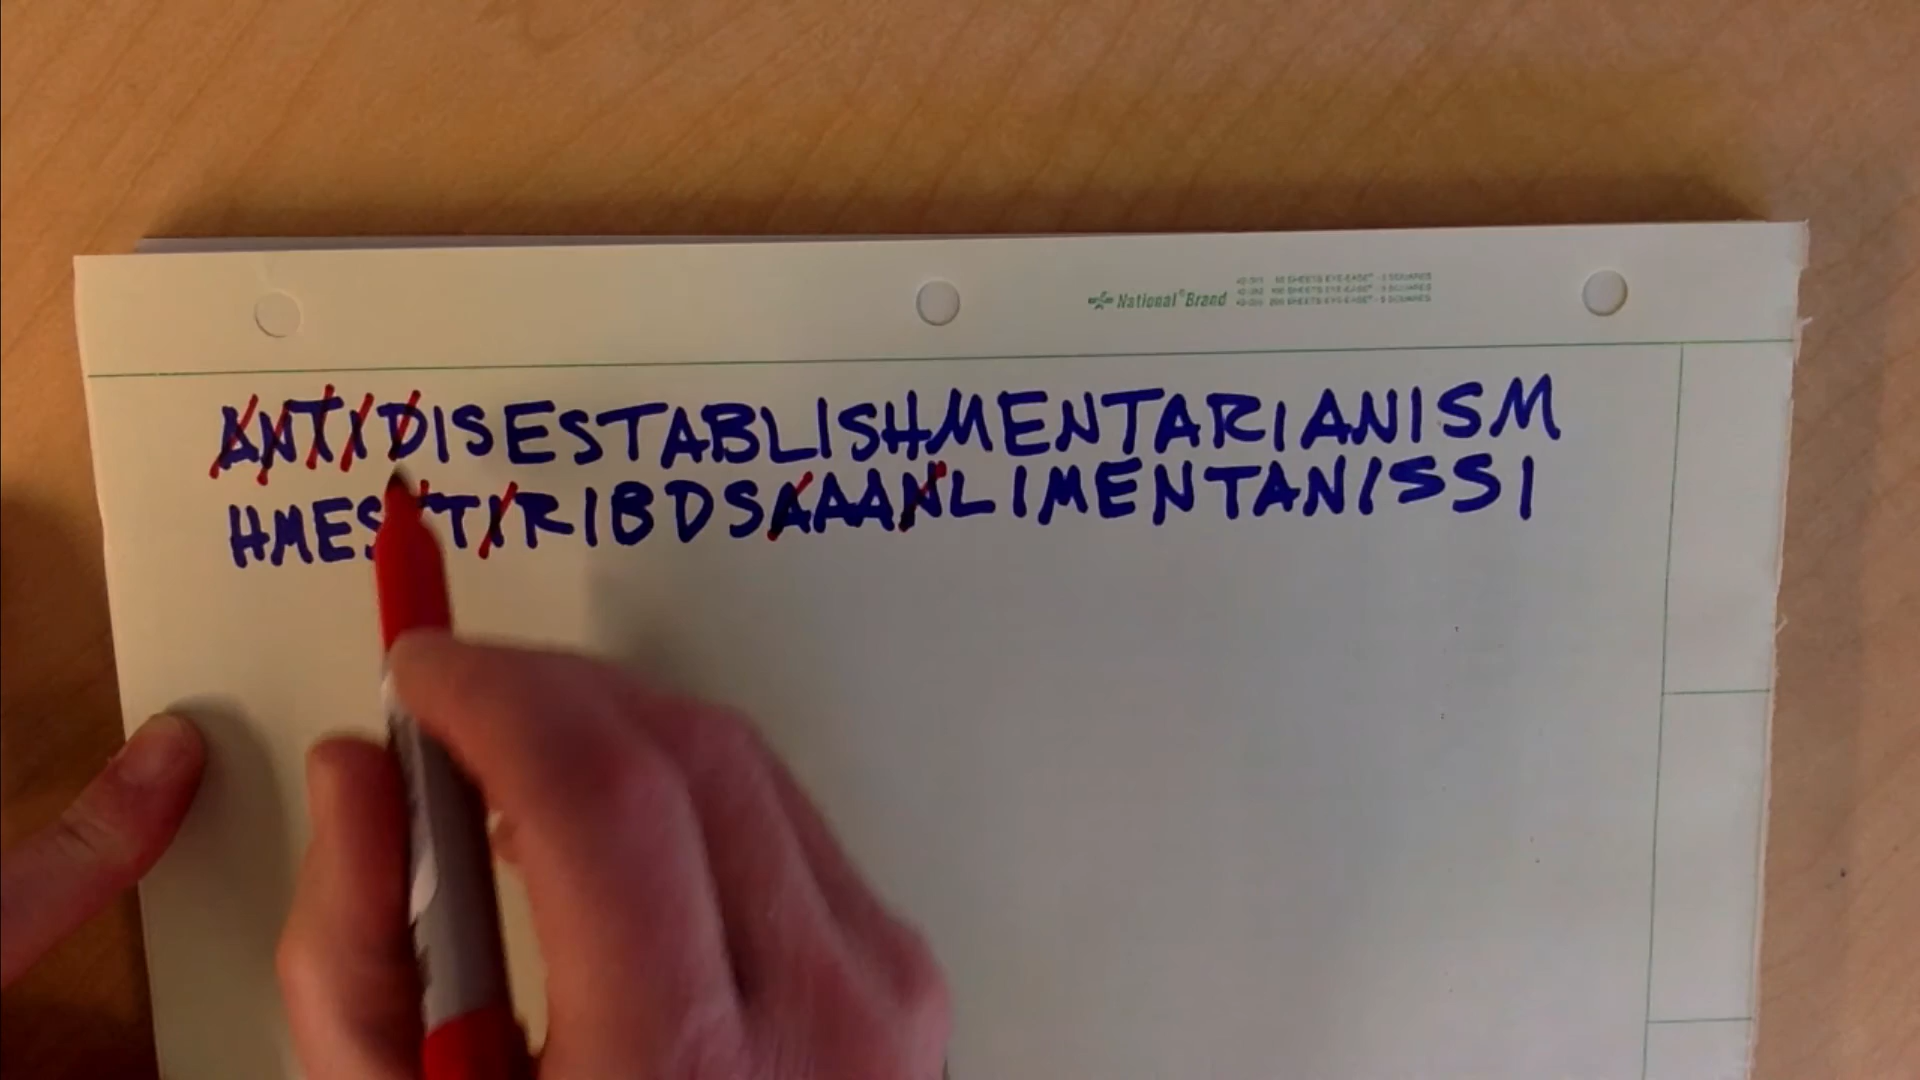 National® Brand
ANTIDISESTABLISHMENTARIANISM
HMES TIRIBDSAAANLIMENTANISSI